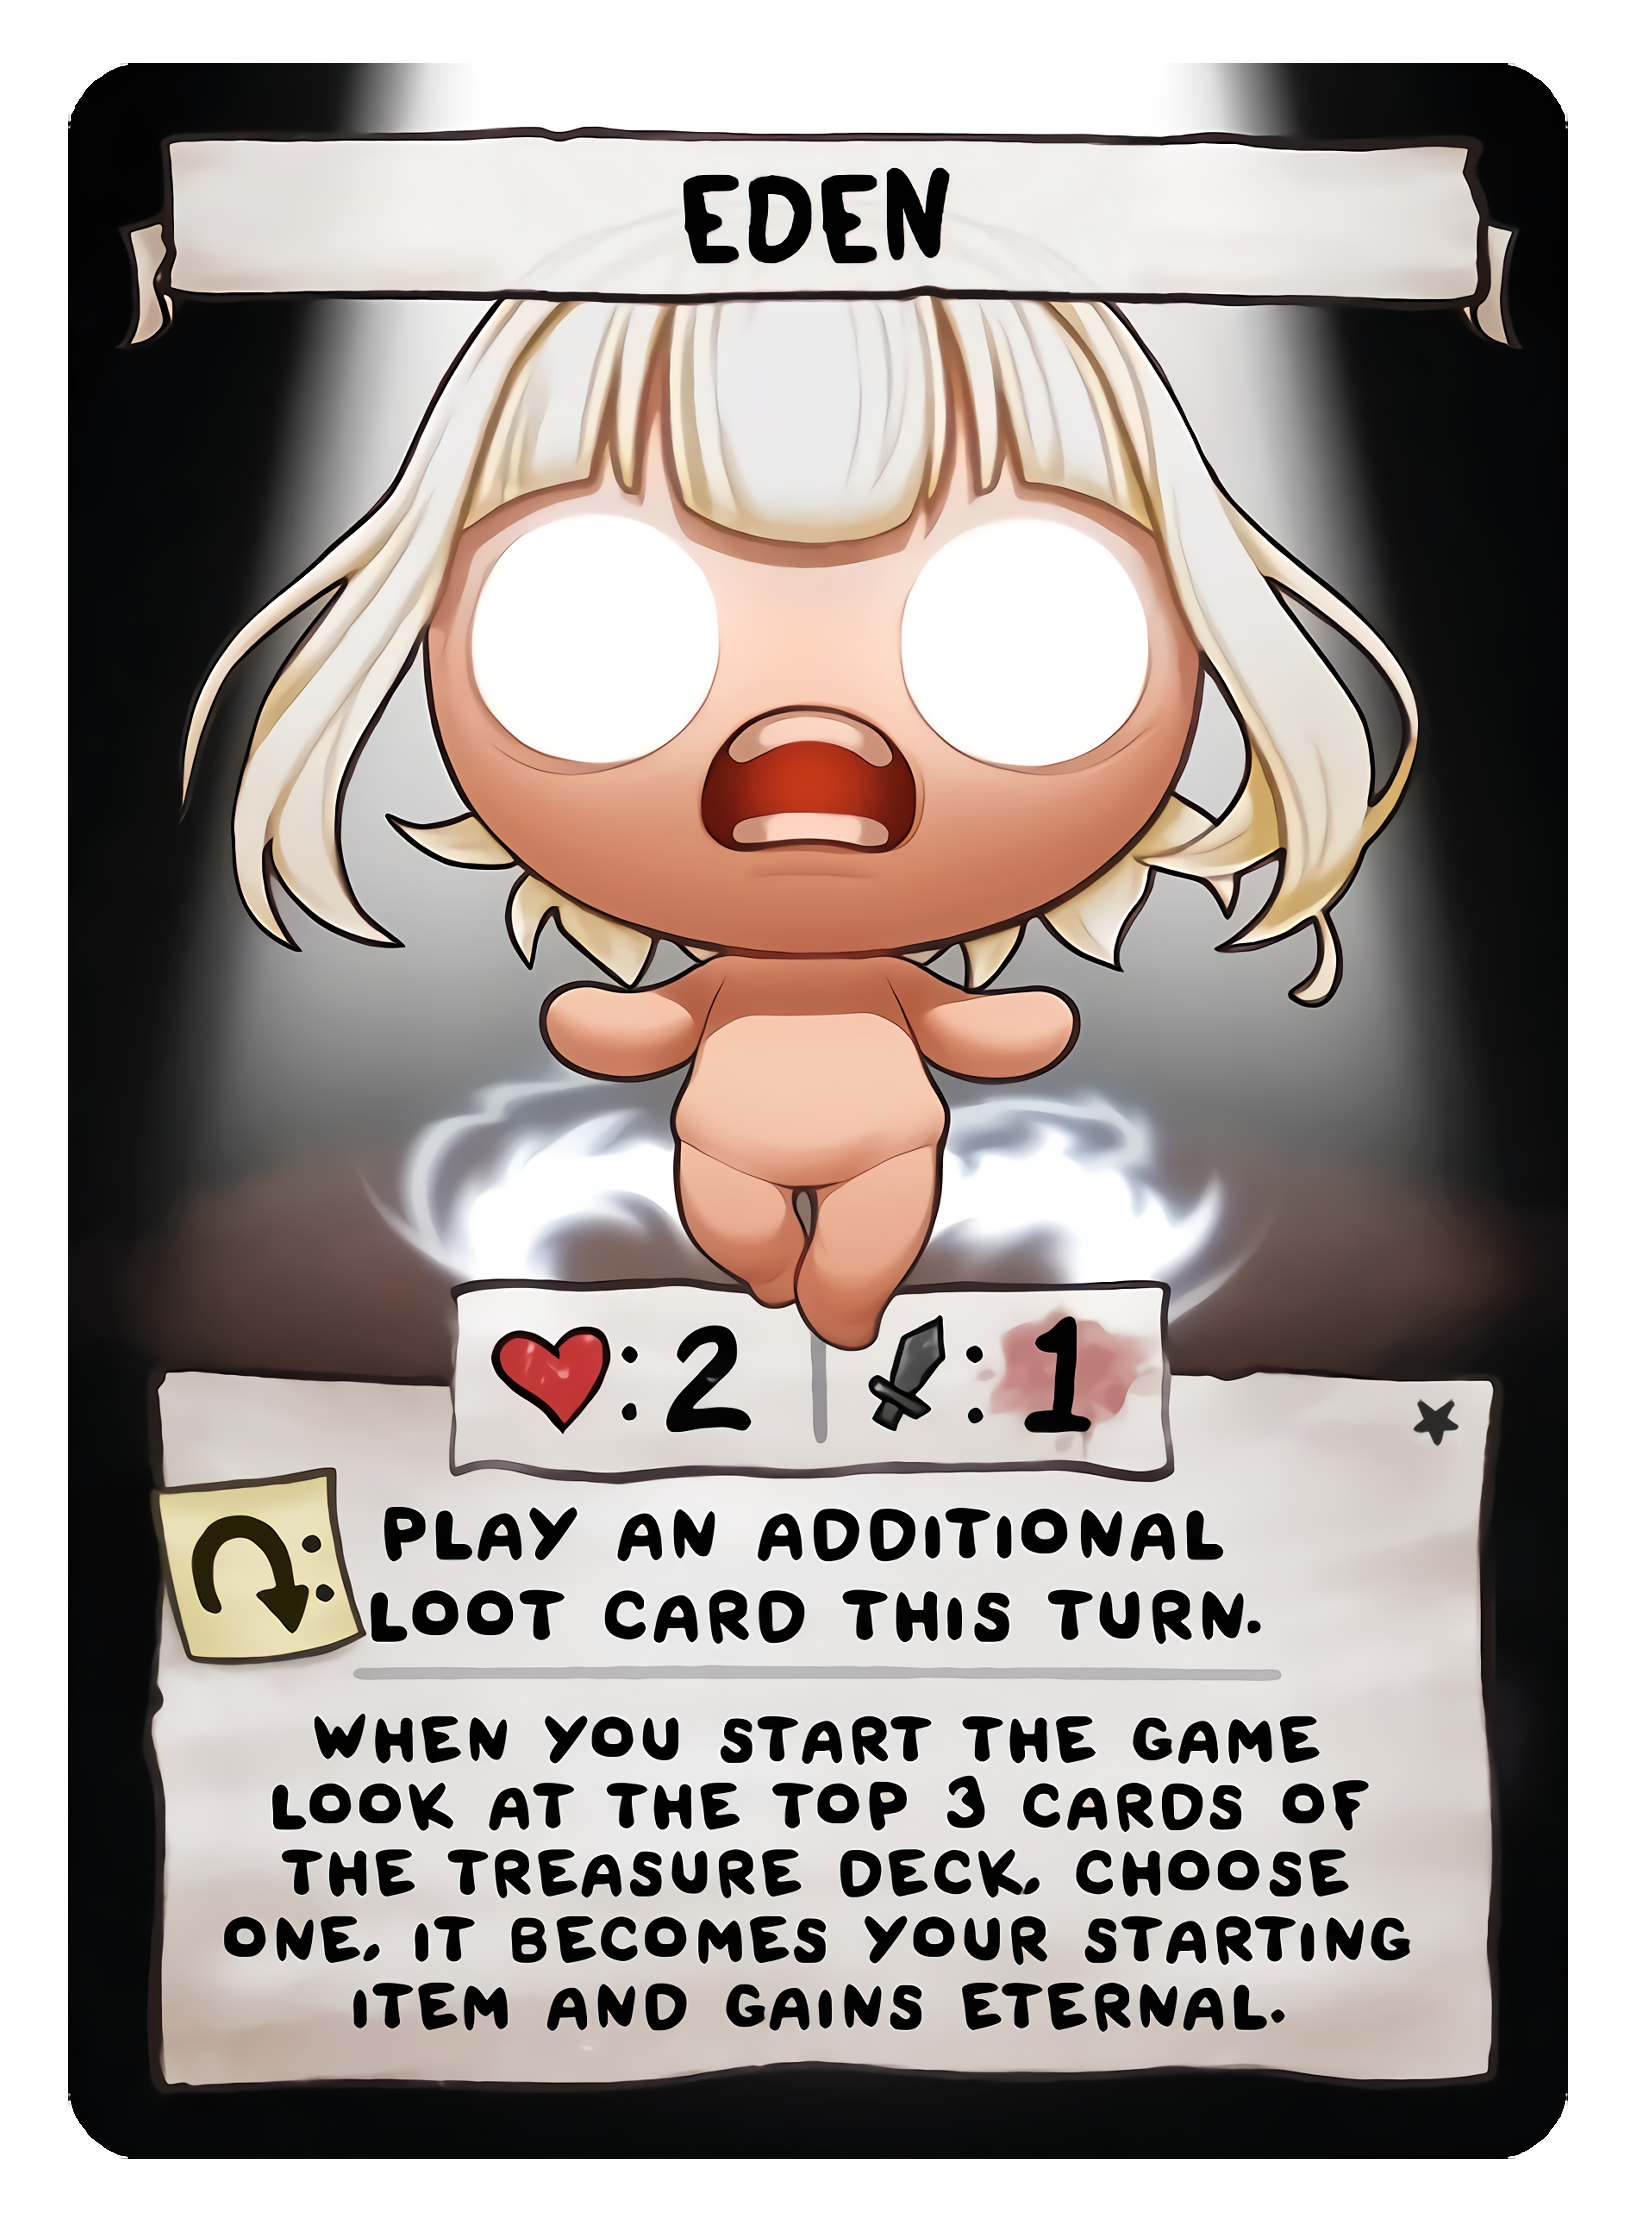 EDEN
: 2 : 1
: PLAY AN ADDITIONAL
LOOT CARD THIS TURN.
WHEN YOU START THE GAME
LOOK AT THE TOP 3 CARDS OF
THE TREASURE DECK. CHOOSE
ONE. IT BECOMES YOUR STARTING
ITEM AND GAINS ETERNAL.